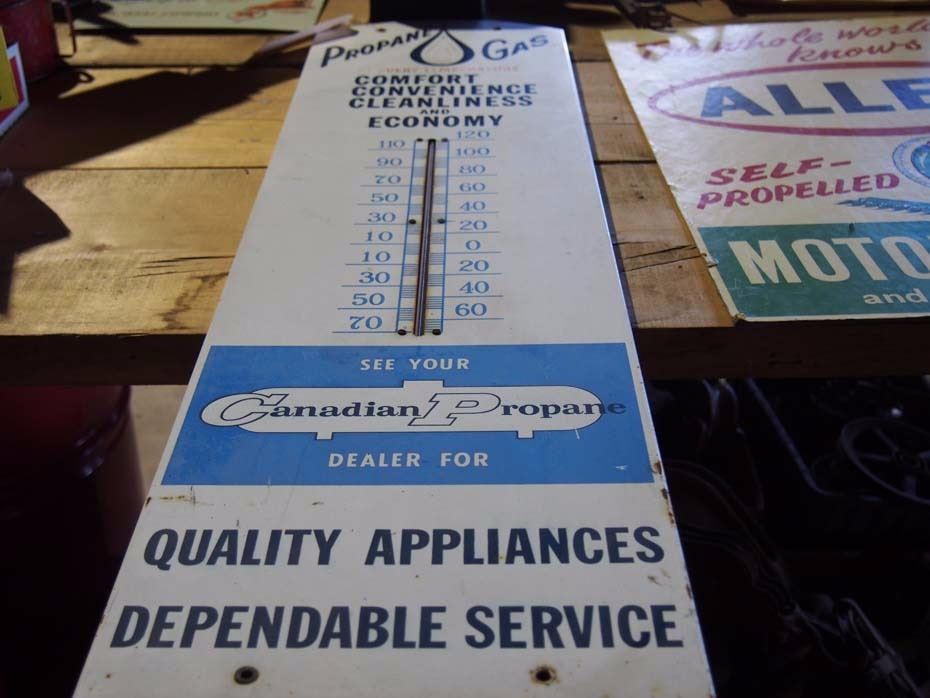 PROPANE GAS
COMFORT
CONVENIENCE
CLEANLINESS
AND
ECONOMY
120
110
100
90
80
70
60
50
40
30
20
10
0
10
20
30
40
50
60
70
SEE YOUR
Canadian Propane
DEALER FOR
QUALITY APPLIANCES
DEPENDABLE SERVICE
whole world
knows
ALLE
SELF-
PROPELLED
MOTO
and